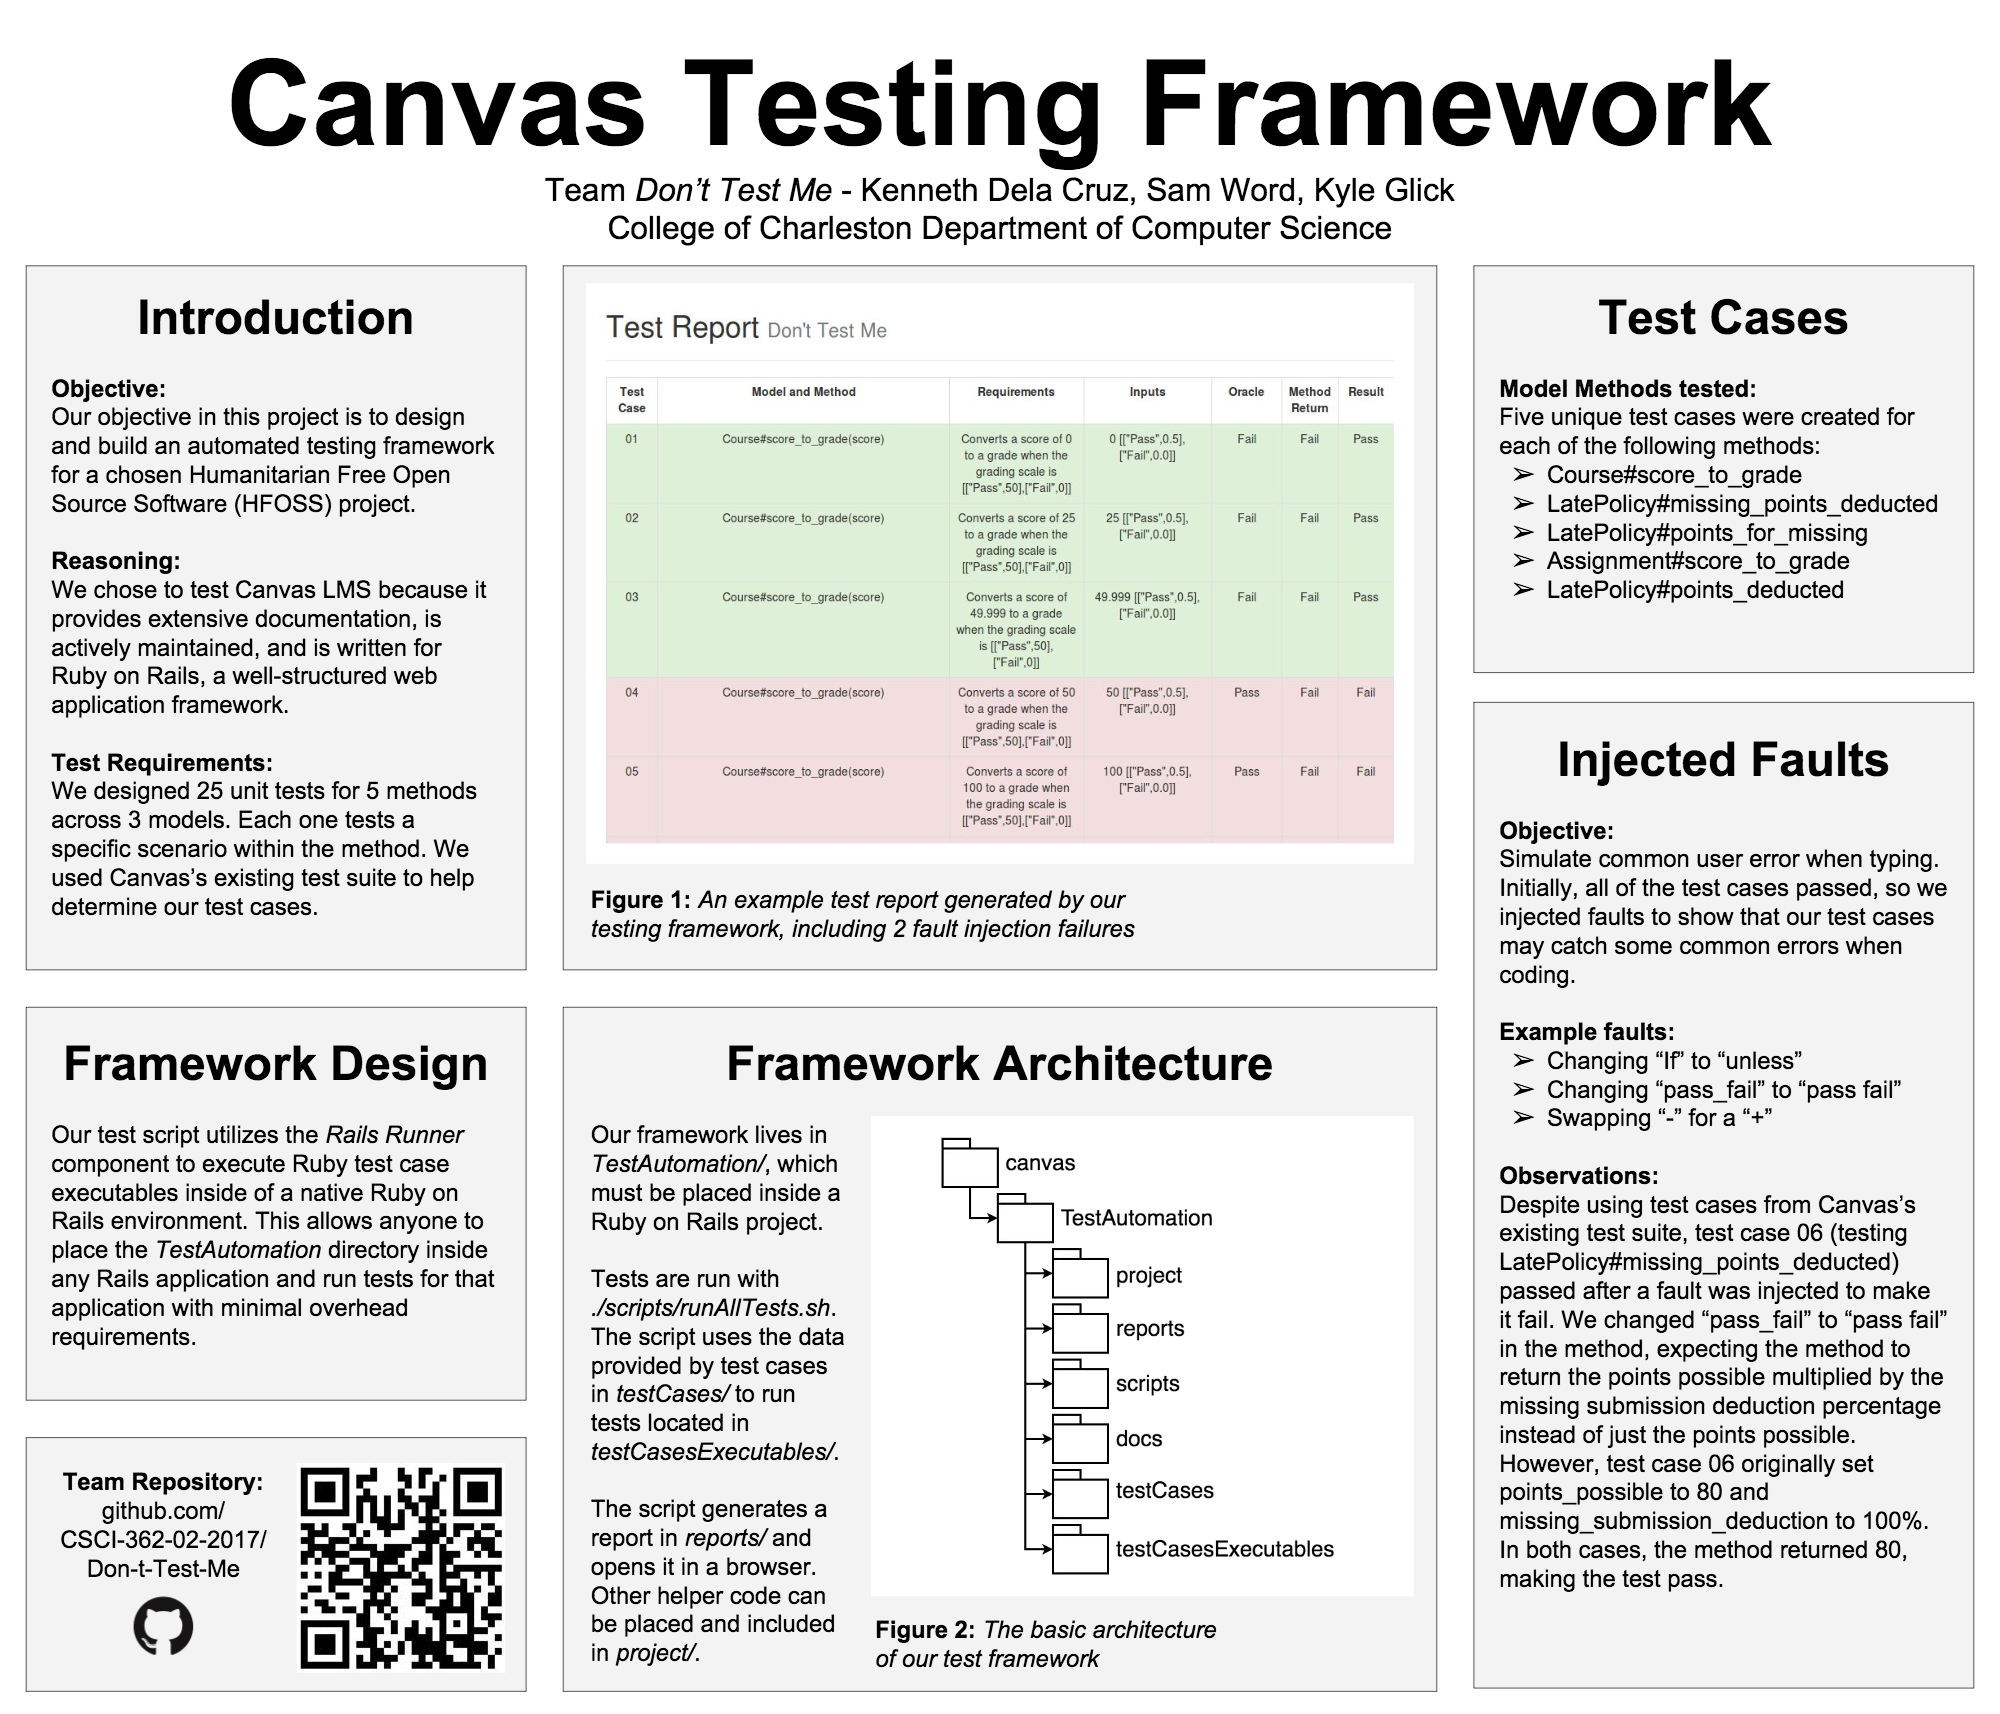 Canvas Testing Framework
Team Don’t Test Me - Kenneth Dela Cruz, Sam Word, Kyle Glick
College of Charleston Department of Computer Science
Introduction
Objective:
Our objective in this project is to design
and build an automated testing framework
for a chosen Humanitarian Free Open
Source Software (HFOSS) project.
Reasoning:
We chose to test Canvas LMS because it
provides extensive documentation, is
actively maintained, and is written for
Ruby on Rails, a well-structured web
application framework.
Test Requirements:
We designed 25 unit tests for 5 methods
across 3 models. Each one tests a
specific scenario within the method. We
used Canvas’s existing test suite to help
determine our test cases.
Framework Design
Our test script utilizes the Rails Runner
component to execute Ruby test case
executables inside of a native Ruby on
Rails environment. This allows anyone to
place the TestAutomation directory inside
any Rails application and run tests for that
application with minimal overhead
requirements.
Team Repository:
github.com/
CSCI-362-02-2017/
Don-t-Test-Me
Test Report Don't Test Me
Test Case Model and Method Requirements Inputs Oracle Method Return Result
01 Course#score_to_grade(score) Converts a score of 0 to a grade when the grading scale is [["Pass",50],["Fail",0]] 0 [["Pass",0.5],["Fail",0.0]] Fail Fail Pass
02 Course#score_to_grade(score) Converts a score of 25 to a grade when the grading scale is [["Pass",50],["Fail",0]] 25 [["Pass",0.5],["Fail",0.0]] Fail Fail Pass
03 Course#score_to_grade(score) Converts a score of 49.999 to a grade when the grading scale is [["Pass",50],["Fail",0]] 49.999 [["Pass",0.5],["Fail",0.0]] Fail Fail Pass
04 Course#score_to_grade(score) Converts a score of 50 to a grade when the grading scale is [["Pass",50],["Fail",0]] 50 [["Pass",0.5],["Fail",0.0]] Pass Fail Fail
05 Course#score_to_grade(score) Converts a score of 100 to a grade when the grading scale is [["Pass",50],["Fail",0]] 100 [["Pass",0.5],["Fail",0.0]] Pass Fail Fail
Figure 1: An example test report generated by our
testing framework, including 2 fault injection failures
Framework Architecture
Our framework lives in
TestAutomation/, which
must be placed inside a
Ruby on Rails project.
Tests are run with
./scripts/runAllTests.sh.
The script uses the data
provided by test cases
in testCases/ to run
tests located in
testCasesExecutables/.
The script generates a
report in reports/ and
opens it in a browser.
Other helper code can
be placed and included
in project/.
canvas
TestAutomation
project
reports
scripts
docs
testCases
testCasesExecutables
Figure 2: The basic architecture
of our test framework
Test Cases
Model Methods tested:
Five unique test cases were created for
each of the following methods:
➢ Course#score_to_grade
➢ LatePolicy#missing_points_deducted
➢ LatePolicy#points_for_missing
➢ Assignment#score_to_grade
➢ LatePolicy#points_deducted
Injected Faults
Objective:
Simulate common user error when typing.
Initially, all of the test cases passed, so we
injected faults to show that our test cases
may catch some common errors when
coding.
Example faults:
➢ Changing “If” to “unless”
➢ Changing “pass_fail” to “pass fail”
➢ Swapping “-” for a “+”
Observations:
Despite using test cases from Canvas’s
existing test suite, test case 06 (testing
LatePolicy#missing_points_deducted)
passed after a fault was injected to make
it fail. We changed “pass_fail” to “pass fail”
in the method, expecting the method to
return the points possible multiplied by the
missing submission deduction percentage
instead of just the points possible.
However, test case 06 originally set
points_possible to 80 and
missing_submission_deduction to 100%.
In both cases, the method returned 80,
making the test pass.